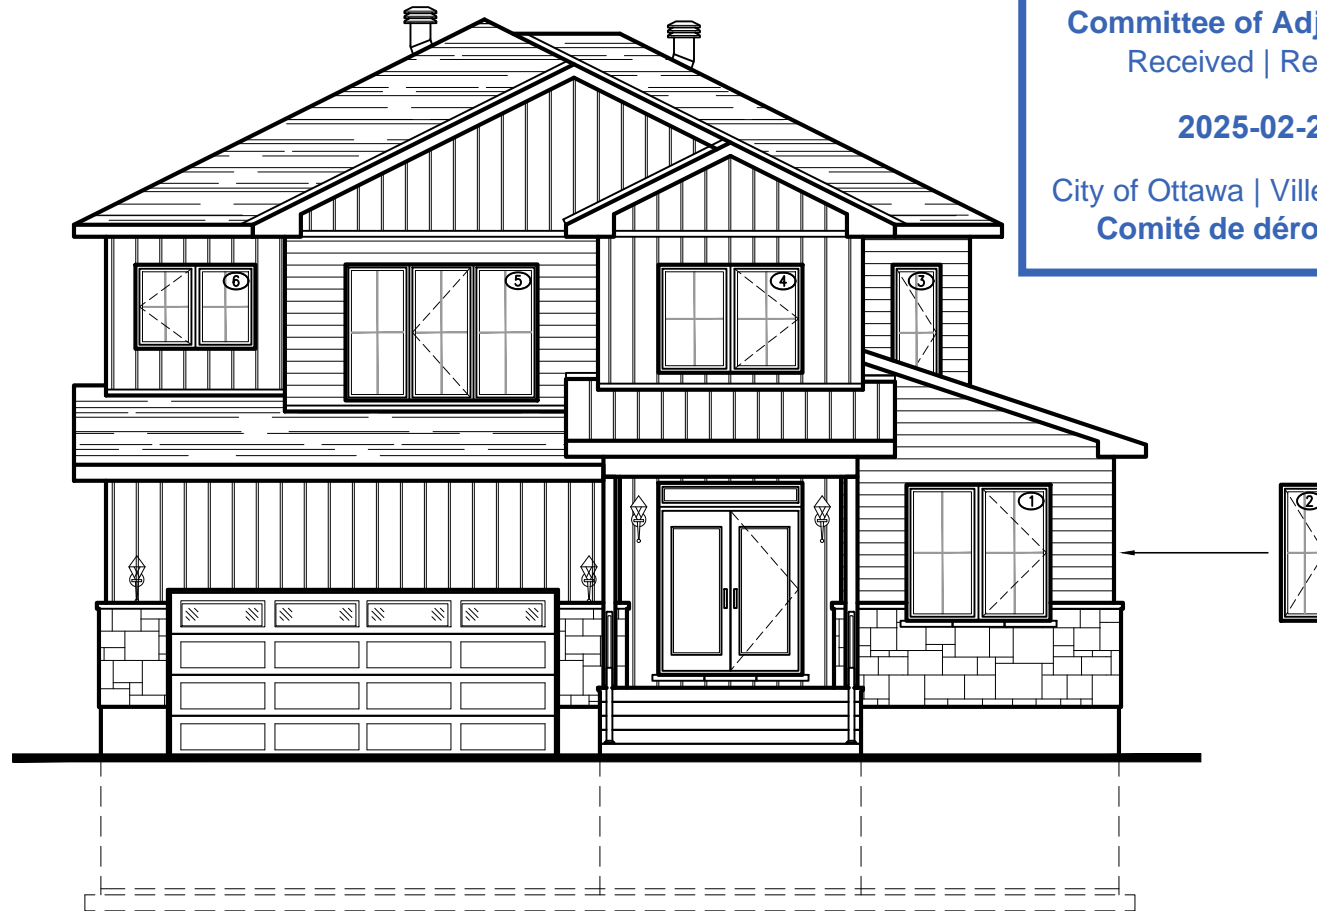 Committee of Adj
Received | Re
2025-02-2
City of Ottawa | Ville
Comité de déro
6
5
4
3
1
2